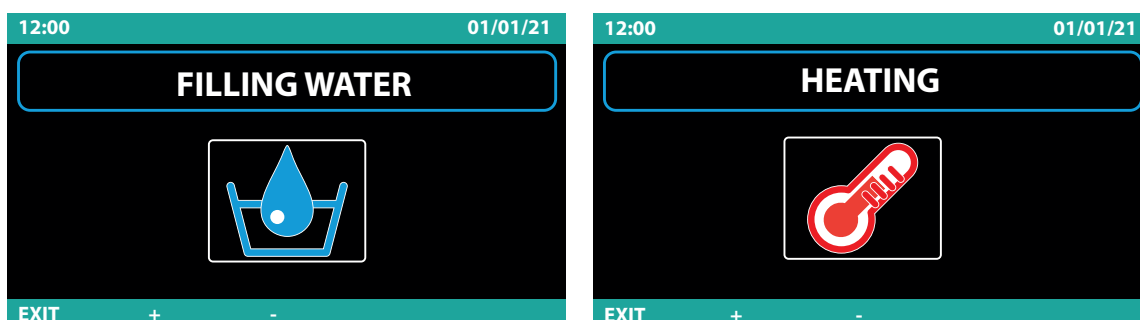 12:00 01/01/21
FILLING WATER
EXIT + -
12:00 01/01/21
HEATING
EXIT + -